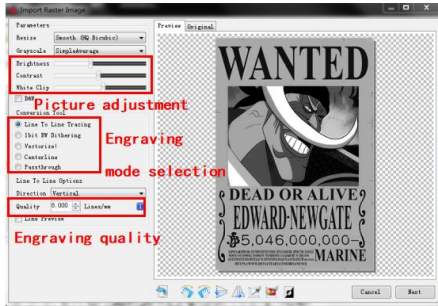 Import Raster Image
Parameters
Resize Smooth (HQ Bicubic)
Grayscale SimpleAverage
Brightness
Contrast
White Clip
B&W
Picture adjustment
Conversion Tool
Line To Line Tracing
1bit BW Dithering
Vectorize!
Centerline
Passthrough
Engraving
mode selection
Line To Line Options
Direction Vertical
Quality 8.000 Lines/mm
Line Preview
Engraving quality
Preview Original
WANTED
DEAD OR ALIVE
EDWARD·NEWGATE
5,046,000,000-
MARINE
Cancel Next